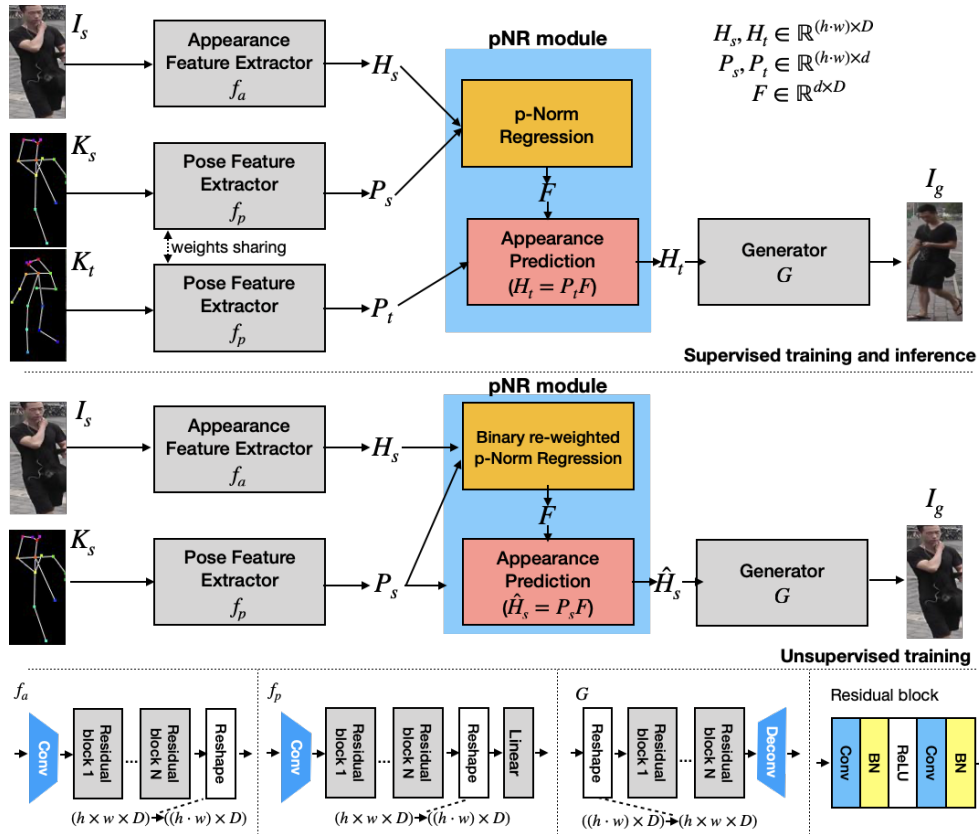 I_s
Appearance
Feature Extractor
f_a
H_s
pNR module
p-Norm
Regression
H_s, H_t ∈ ℝ^{(h·w)×D}
P_s, P_t ∈ ℝ^{(h·w)×d}
F ∈ ℝ^{d×D}
K_s
Pose Feature
Extractor
f_p
P_s
F
weights sharing
K_t
Pose Feature
Extractor
f_p
P_t
Appearance
Prediction
(H_t = P_tF)
H_t
Generator
G
I_g
Supervised training and inference
I_s
Appearance
Feature Extractor
f_a
H_s
pNR module
Binary re-weighted
p-Norm Regression
F
K_s
Pose Feature
Extractor
f_p
P_s
Appearance
Prediction
(Ĥ_s = P_sF)
Ĥ_s
Generator
G
I_g
Unsupervised training
f_a
Conv
Residual
block 1
...
Residual
block N
Reshape
(h × w × D)
((h · w) × D)
f_p
Conv
Residual
block 1
...
Residual
block N
Reshape
Linear
(h × w × D)
((h · w) × D)
G
Reshape
Residual
block 1
...
Residual
block N
Deconv
((h · w) × D)
(h × w × D)
Residual block
Conv
BN
ReLU
Conv
BN